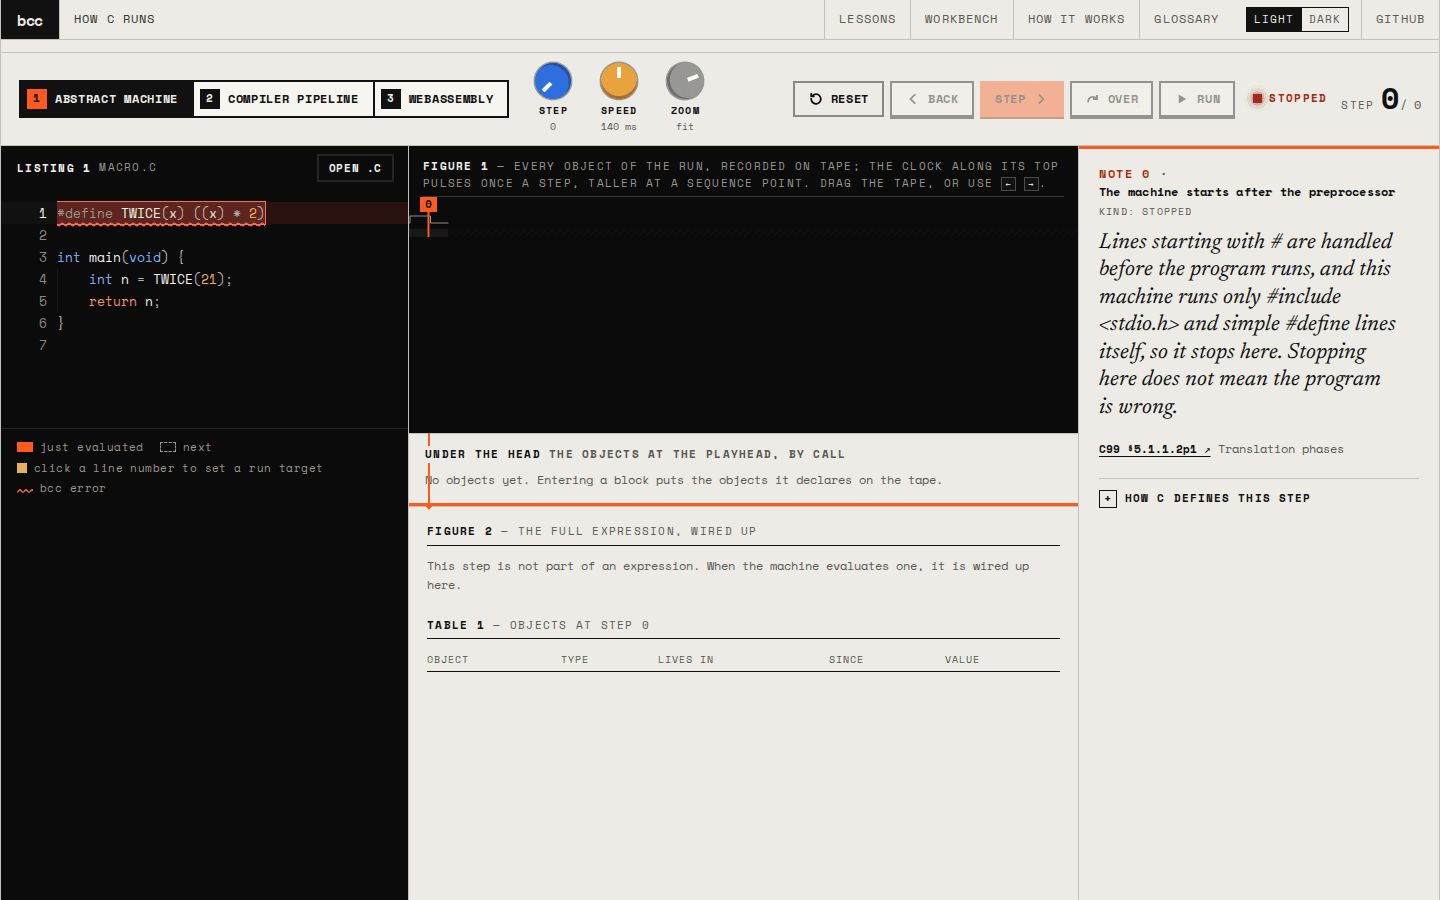 bcc HOW C RUNS LESSONS WORKBENCH HOW IT WORKS GLOSSARY LIGHT DARK GITHUB
1 ABSTRACT MACHINE 2 COMPILER PIPELINE 3 WEBASSEMBLY
STEP SPEED ZOOM
0 140 ms fit
RESET BACK STEP OVER RUN STOPPED STEP 0 / 0
LISTING 1 MACRO.C OPEN .C
1 #define TWICE(x) ((x) * 2)
2
3 int main(void) {
4 int n = TWICE(21);
5 return n;
6 }
7
just evaluated next
click a line number to set a run target
bcc error
FIGURE 1 — EVERY OBJECT OF THE RUN, RECORDED ON TAPE; THE CLOCK ALONG ITS TOP
PULSES ONCE A STEP, TALLER AT A SEQUENCE POINT. DRAG THE TAPE, OR USE ← →.
0
UNDER THE HEAD THE OBJECTS AT THE PLAYHEAD, BY CALL
No objects yet. Entering a block puts the objects it declares on the tape.
FIGURE 2 — THE FULL EXPRESSION, WIRED UP
This step is not part of an expression. When the machine evaluates one, it is wired up
here.
TABLE 1 — OBJECTS AT STEP 0
OBJECT TYPE LIVES IN SINCE VALUE
NOTE 0 ·
The machine starts after the preprocessor
KIND: STOPPED
Lines starting with # are handled
before the program runs, and this
machine runs only #include
<stdio.h> and simple #define lines
itself, so it stops here. Stopping
here does not mean the program
is wrong.
C99 §5.1.1.2p1 ↗ Translation phases
+ HOW C DEFINES THIS STEP